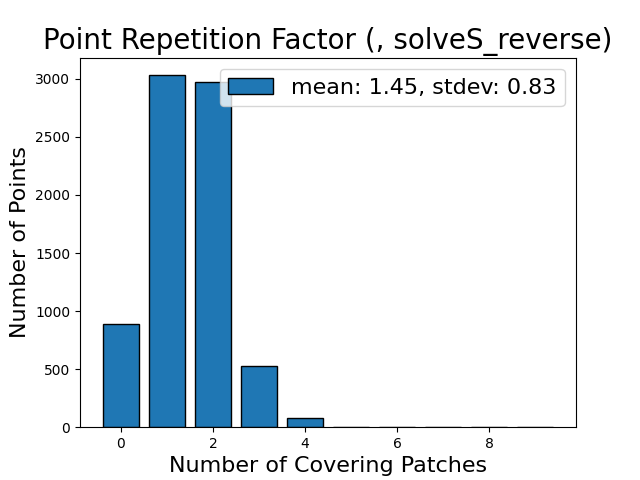 Point Repetition Factor (, solveS_reverse)
mean: 1.45, stdev: 0.83
Number of Points
3000
2500
2000
1500
1000
500
0
0 2 4 6 8
Number of Covering Patches